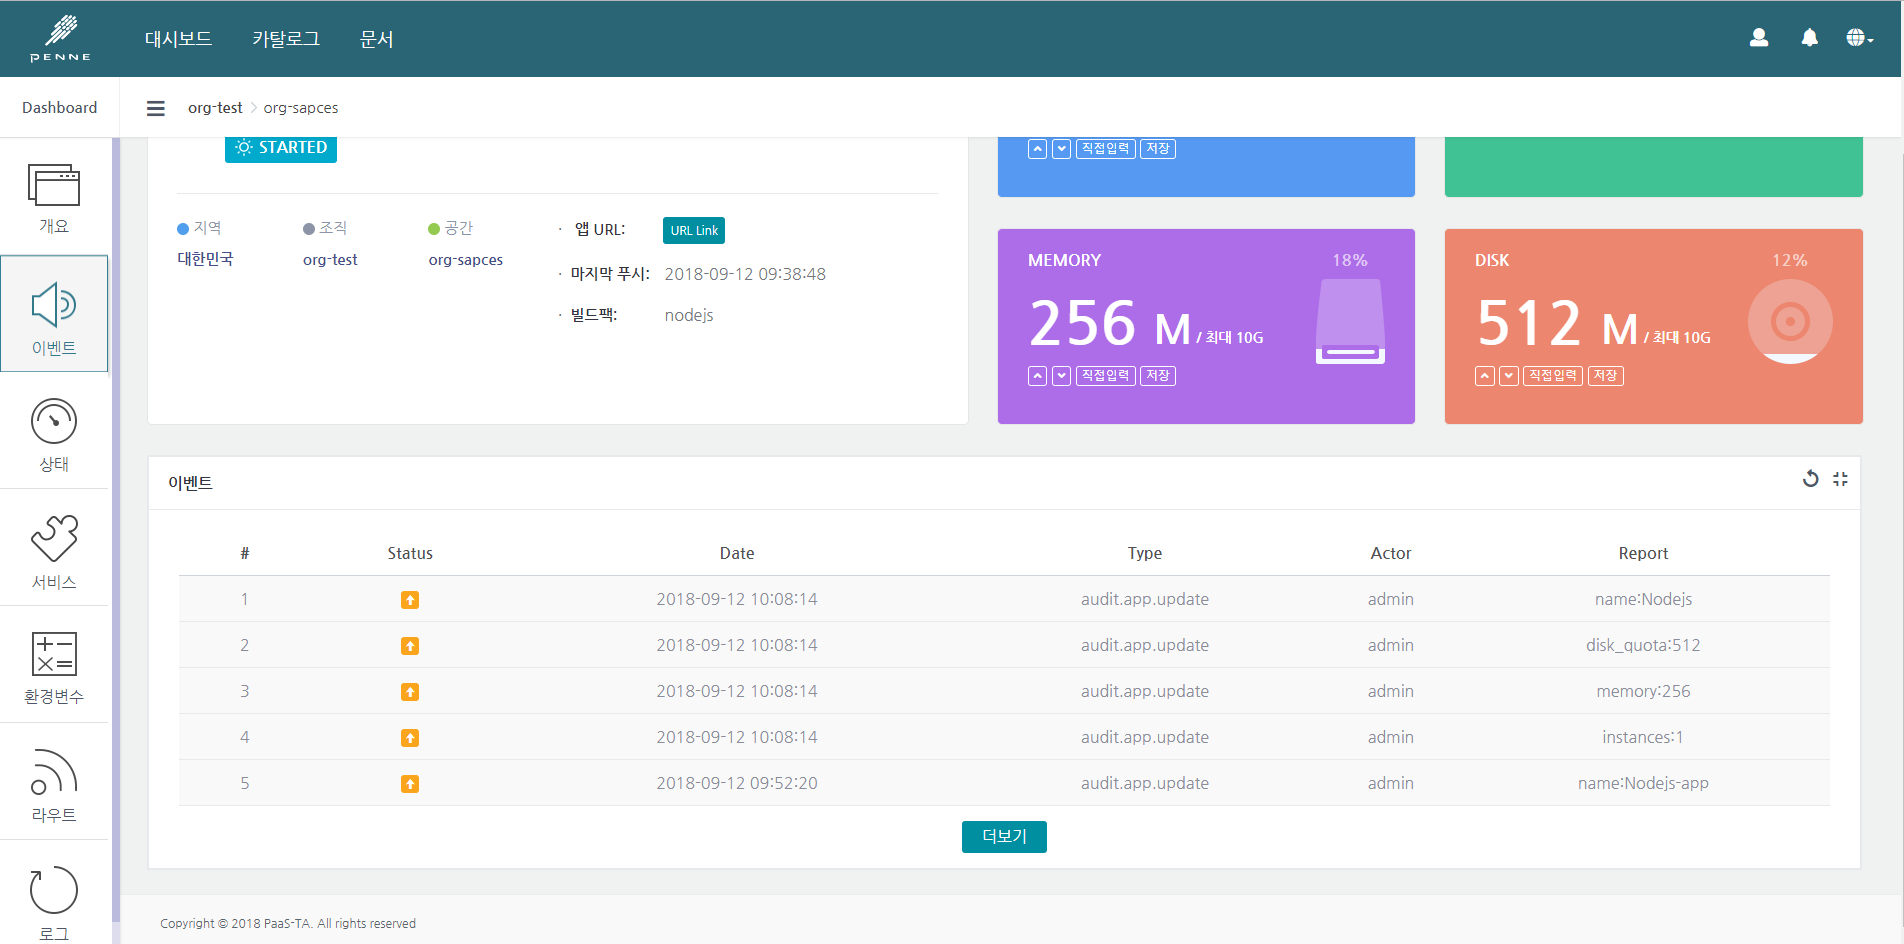 PENNE
대시보드 카탈로그 문서
Dashboard
org-test > org-sapces
개요
이벤트
상태
서비스
환경변수
라우트
로그
STARTED
지역 조직 공간
대한민국 org-test org-sapces
· 앱 URL: URL Link
· 마지막 푸시: 2018-09-12 09:38:48
· 빌드팩: nodejs
직접입력 저장
MEMORY 18%
256 M / 최대 10G
직접입력 저장
DISK 12%
512 M / 최대 10G
직접입력 저장
이벤트
# Status Date Type Actor Report
1 2018-09-12 10:08:14 audit.app.update admin name:Nodejs
2 2018-09-12 10:08:14 audit.app.update admin disk_quota:512
3 2018-09-12 10:08:14 audit.app.update admin memory:256
4 2018-09-12 10:08:14 audit.app.update admin instances:1
5 2018-09-12 09:52:20 audit.app.update admin name:Nodejs-app
더보기
Copyright © 2018 PaaS-TA. All rights reserved